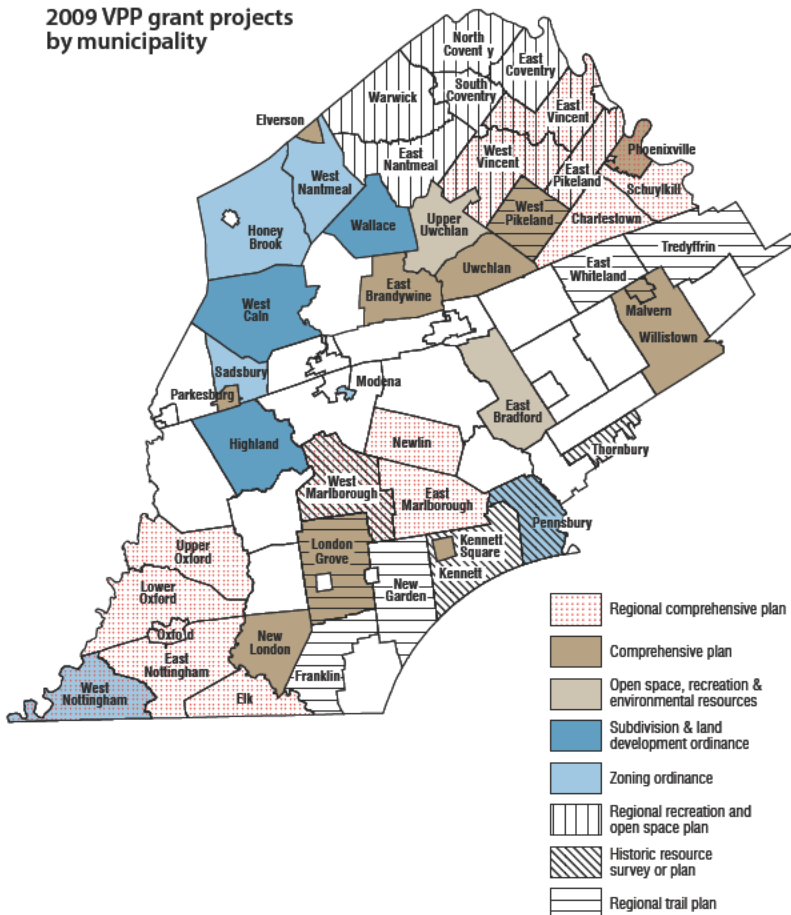 2009 VPP grant projects
by municipality
North
Covent y
East
Coventry
South
Coventry
Warwick
East
Vincent
Elverson
Phoenixville
East
Nantmeal
West
Vincent
East
Pikeland
West
Nantmeal
Schuylkill
West
Pikeland
Charlestown
Honey
Brook
Wallace
Upper
Uwchlan
Tredyffrin
East
Whiteland
Uwchlan
East
Brandywine
West
Caln
Malvern
Willistown
Sadsbury
Modena
Parkesburg
East
Bradford
Highland
Newlin
Thornbury
West
Marlborough
East
Marlborough
Pennsbury
Kennett
Square
Upper
Oxford
London
Grove
Kennett
New
Garden
Lower
Oxford
Oxford
New
London
East
Nottingham
Franklin
West
Nottingham
Elk
Regional comprehensive plan
Comprehensive plan
Open space, recreation &
environmental resources
Subdivision & land
development ordinance
Zoning ordinance
Regional recreation and
open space plan
Historic resource
survey or plan
Regional trail plan